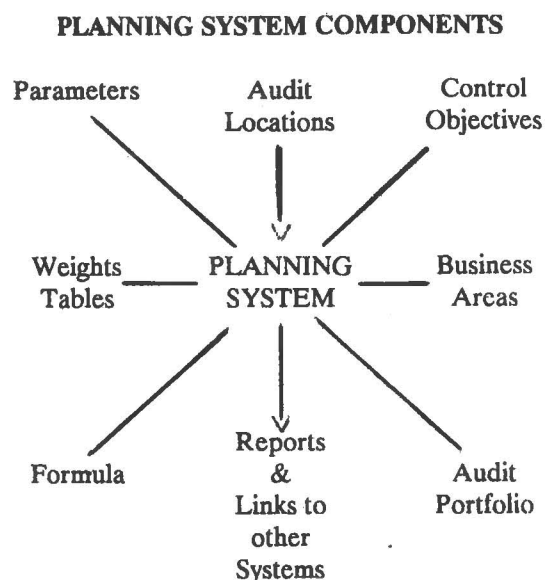 PLANNING SYSTEM COMPONENTS
Parameters
Audit
Locations
Control
Objectives
Weights
Tables
PLANNING
SYSTEM
Business
Areas
Formula
Reports
&
Links to
other
Systems
Audit
Portfolio